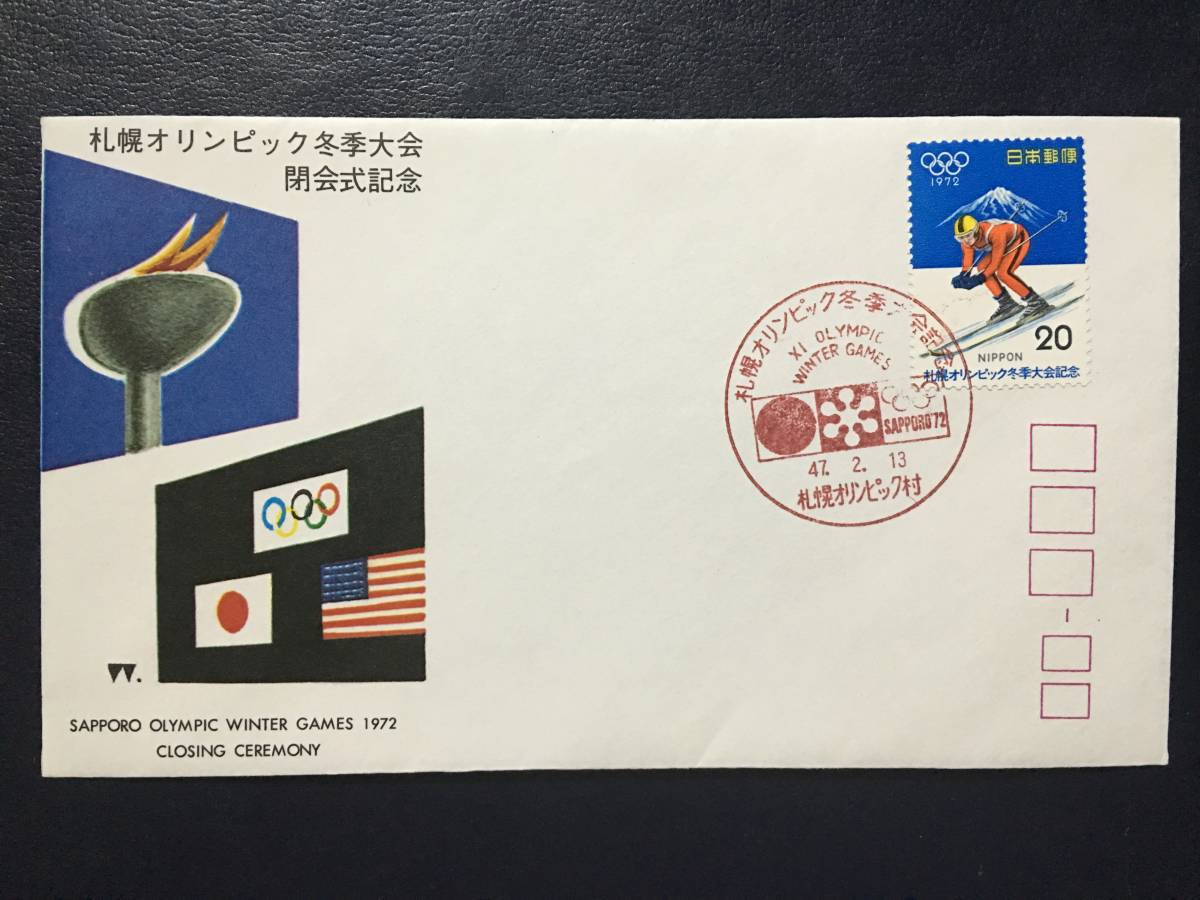 札幌オリンピック冬季大会
閉会式記念
SAPPORO OLYMPIC WINTER GAMES 1972
CLOSING CEREMONY
日本郵便
1972
20
NIPPON
札幌オリンピック冬季大会記念
札幌オリンピック冬季大会記念
XI OLYMPIC
WINTER GAMES
SAPPORO'72
47. 2. 13
札幌オリンピック村